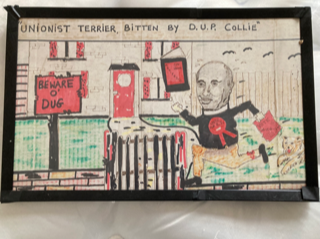 UNIONIST TERRIER, BITTEN BY D.U.P. COLLIE"
BEWARE
O'
DUG